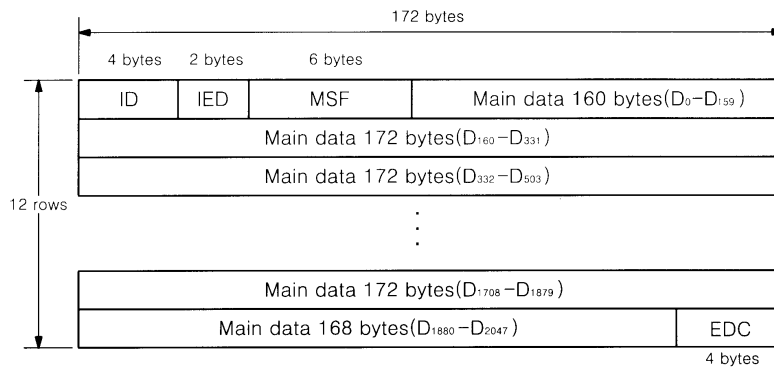 172 bytes
4 bytes 2 bytes 6 bytes
ID IED MSF Main data 160 bytes(D0-D159)
Main data 172 bytes(D160-D331)
Main data 172 bytes(D332-D503)
12 rows
Main data 172 bytes(D1708-D1879)
Main data 168 bytes(D1880-D2047) EDC
4 bytes